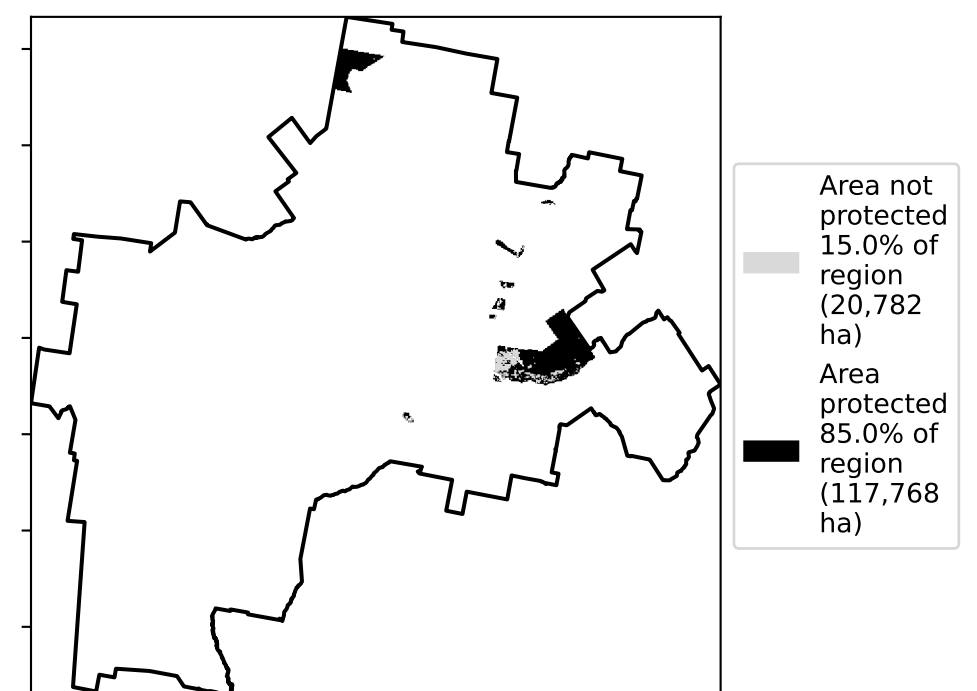 Area not
protected
15.0% of
region
(20,782
ha)
Area
protected
85.0% of
region
(117,768
ha)